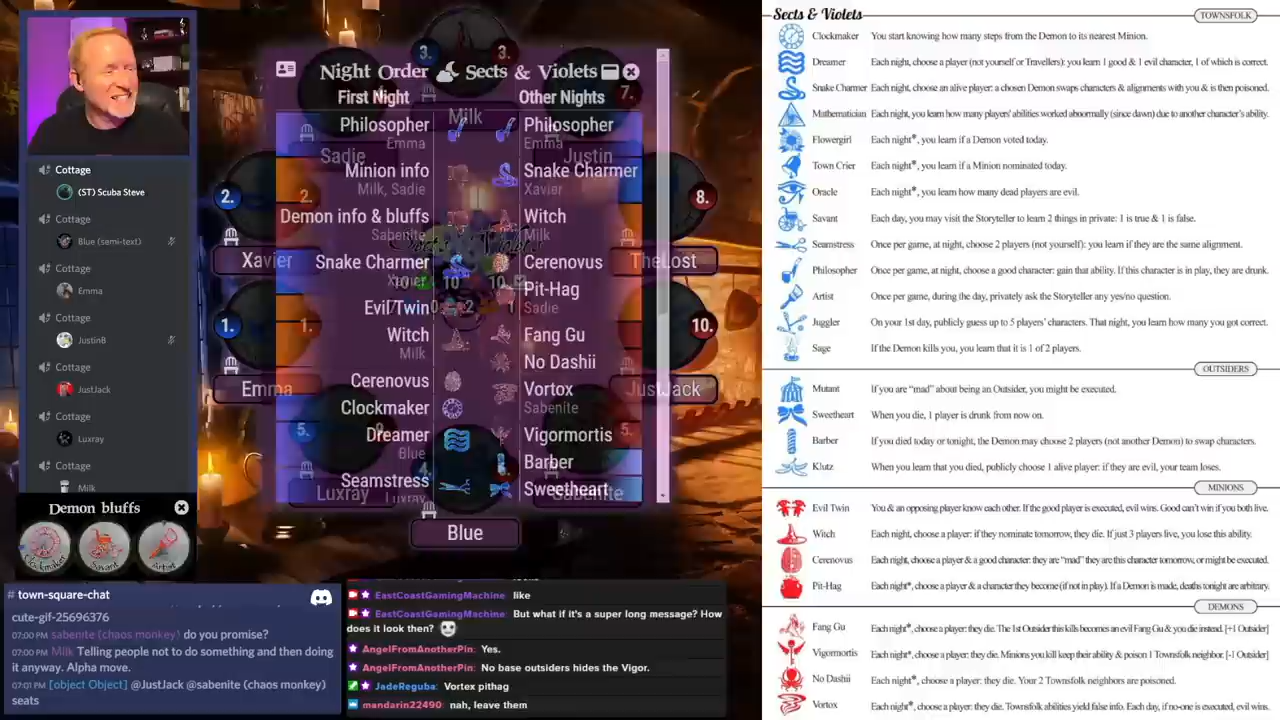 Sects & Violets
TOWNSFOLK
Clockmaker You start knowing how many steps from the Demon to its nearest Minion.
Dreamer Each night, choose a player (not yourself or Travellers): you learn 1 good & 1 evil character, 1 of which is correct.
Snake Charmer Each night, choose an alive player: a chosen Demon swaps characters & alignments with you & is then poisoned.
Mathematician Each night, you learn how many players' abilities worked abnormally (since dawn) due to another character's ability.
Flowergirl Each night*, you learn if a Demon voted today.
Town Crier Each night*, you learn if a Minion nominated today.
Oracle Each night*, you learn how many dead players are evil.
Savant Each day, you may visit the Storyteller to learn 2 things in private: 1 is true & 1 is false.
Seamstress Once per game, at night, choose 2 players (not yourself): you learn if they are the same alignment.
Philosopher Once per game, at night, choose a good character: gain that ability. If this character is in play, they are drunk.
Artist Once per game, during the day, privately ask the Storyteller any yes/no question.
Juggler On your 1st day, publicly guess up to 5 players' characters. That night, you learn how many you got correct.
Sage If the Demon kills you, you learn that it is 1 of 2 players.
OUTSIDERS
Mutant If you are "mad" about being an Outsider, you might be executed.
Sweetheart When you die, 1 player is drunk from now on.
Barber If you died today or tonight, the Demon may choose 2 players (not another Demon) to swap characters.
Klutz When you learn that you died, publicly choose 1 alive player: if they are evil, your team loses.
MINIONS
Evil Twin You & an opposing player know each other. If the good player is executed, evil wins. Good can't win if you both live.
Witch Each night, choose a player: if they nominate tomorrow, they die. If just 3 players live, you lose this ability.
Cerenovus Each night, choose a player & a good character: they are "mad" they are this character tomorrow, or might be executed.
Pit-Hag Each night*, choose a player & a character they become (if not in play). If a Demon is made, deaths tonight are arbitrary.
DEMONS
Fang Gu Each night*, choose a player: they die. The 1st Outsider this kills becomes an evil Fang Gu & you die instead. [+1 Outsider]
Vigormortis Each night*, choose a player: they die. Minions you kill keep their ability & poison 1 Townsfolk neighbor. [-1 Outsider]
No Dashii Each night*, choose a player: they die. Your 2 Townsfolk neighbors are poisoned.
Vortox Each night*, choose a player: they die. Townsfolk abilities yield false info. Each day, if no-one is executed, evil wins.
Cottage
(ST) Scuba Steve
Cottage
Blue (semi-text)
Cottage
Emma
Cottage
JustinB
Cottage
JustJack
Cottage
Luxray
Cottage
Milk
Demon bluffs
3. 3.
Night Order Sects & Violets
First Night Other Nights
7.
Milk
Philosopher
Emma
Philosopher
Emma
Sadie
Justin
Minion info
Milk, Sadie
Snake Charmer
Xavier
2. 2. 8.
Demon info & bluffs
Sabenite
Witch
Milk
Xavier
Snake Charmer
Xavier
Cerenovus
TheLost
Pit-Hag
Sadie
Evil Twin
1. 1. 10.
Witch
Milk
Fang Gu
No Dashii
Emma
Cerenovus
Vortox
Sabenite
JustJack
Clockmaker
5.
Dreamer
Blue
Vigormortis
5.
Barber
Seamstress
Luxray
Luxray
Sweetheart
Blue
# town-square-chat
cute-gif-25696376
07:00 PM sabenite (chaos monkey) do you promise?
07:00 PM Milk Telling people not to do something and then doing
it anyway. Alpha move.
07:01 PM [object Object] @JustJack @sabenite (chaos monkey)
seats
EastCoastGamingMachine: like
EastCoastGamingMachine: But what if it's a super long message? How
does it look then?
AngelFromAnotherPin: Yes.
AngelFromAnotherPin: No base outsiders hides the Vigor.
JadeReguba: Vortex pithag
mandarin22490: nah, leave them